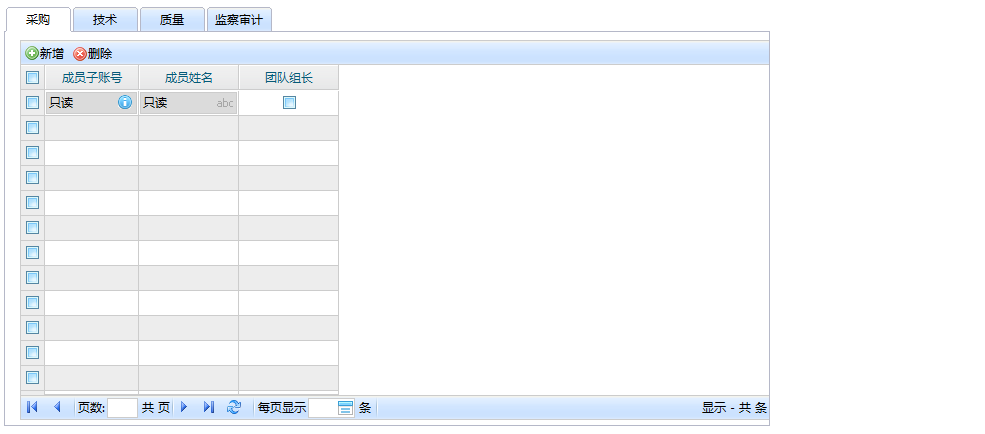 采购 技术 质量 监察审计
新增 删除
成员子账号 成员姓名 团队组长
只读 只读 abc
页数: 共 页 每页显示 条 显示 - 共 条